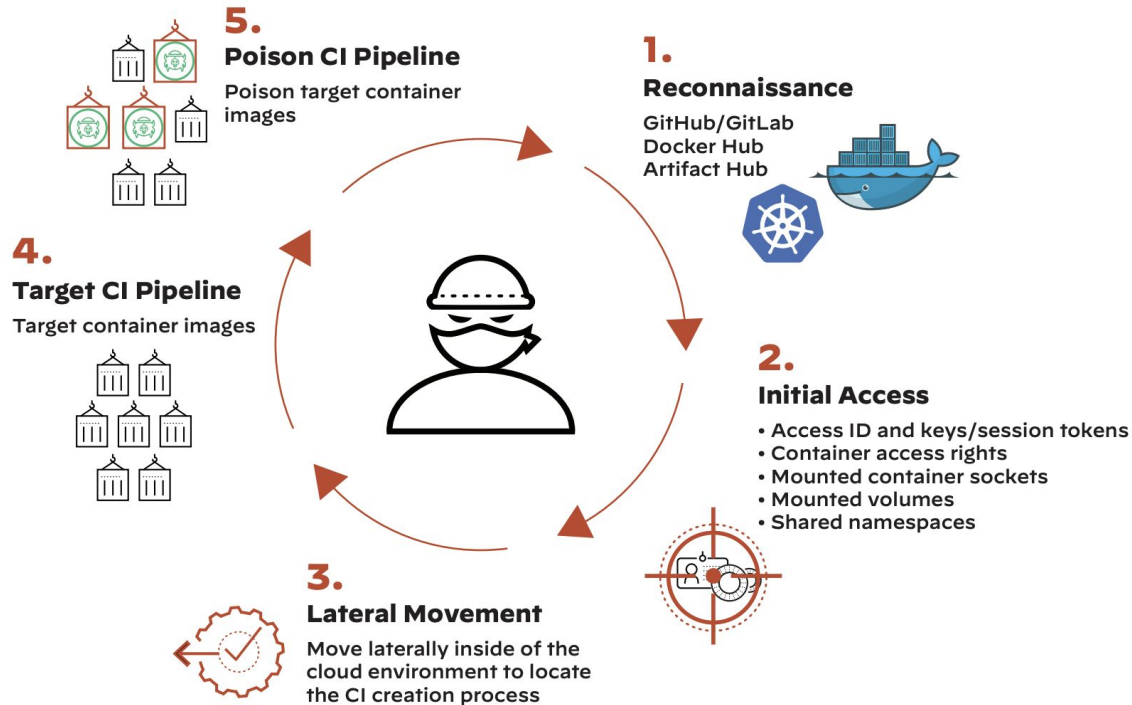 1.
Reconnaissance
GitHub/GitLab
Docker Hub
Artifact Hub
2.
Initial Access
• Access ID and keys/session tokens
• Container access rights
• Mounted container sockets
• Mounted volumes
• Shared namespaces
3.
Lateral Movement
Move laterally inside of the
cloud environment to locate
the CI creation process
4.
Target CI Pipeline
Target container images
5.
Poison CI Pipeline
Poison target container
images